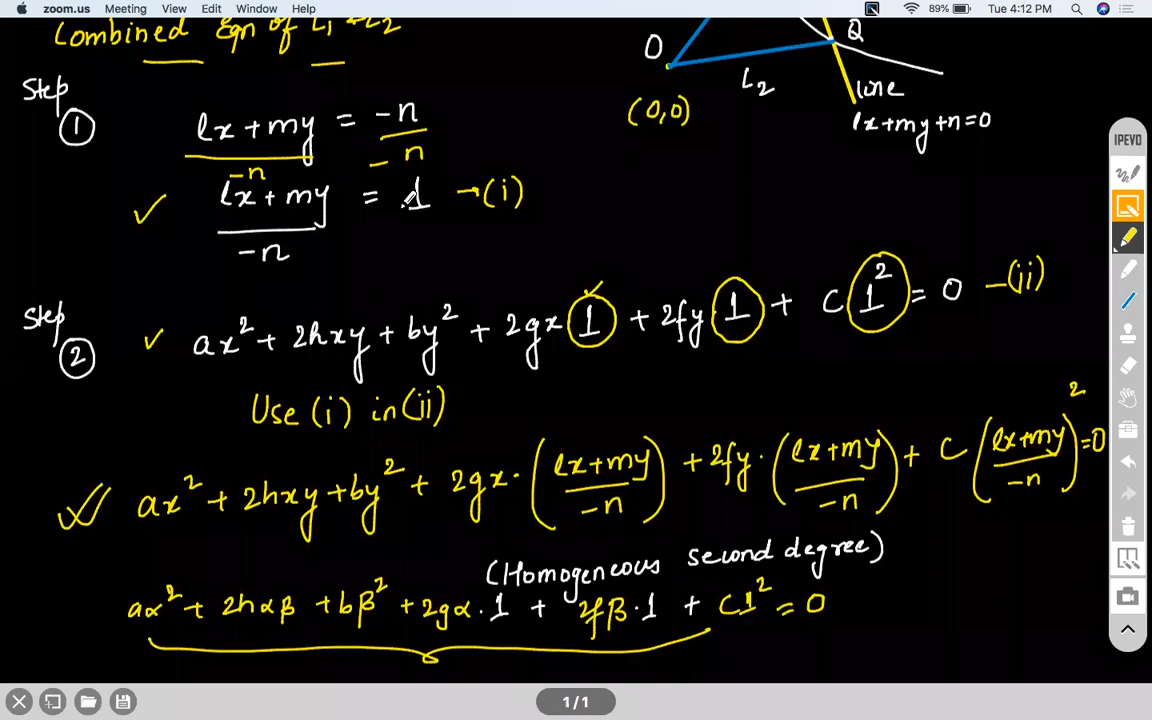 zoom.us Meeting View Edit Window Help 89% Tue 4:12 PM
Combined Eqn of L1 L2
O
Q
L2
(0,0)
line
lx+my+n=0
IPEVO
Step
1
lx+my = -n
-n - n
lx+my = 1 →(i)
-n
Step
2
ax² + 2hxy + by² + 2gx 1 + 2fy 1 + c 1² = 0 -(ii)
Use (i) in (ii)
ax² + 2hxy + by² + 2gx·(lx+my/-n) + 2fy·(lx+my/-n) + c(lx+my/-n)² = 0
(Homogeneous second degree)
aα² + 2hαβ + bβ² + 2gα·1 + 2fβ·1 + c1² = 0
1/1